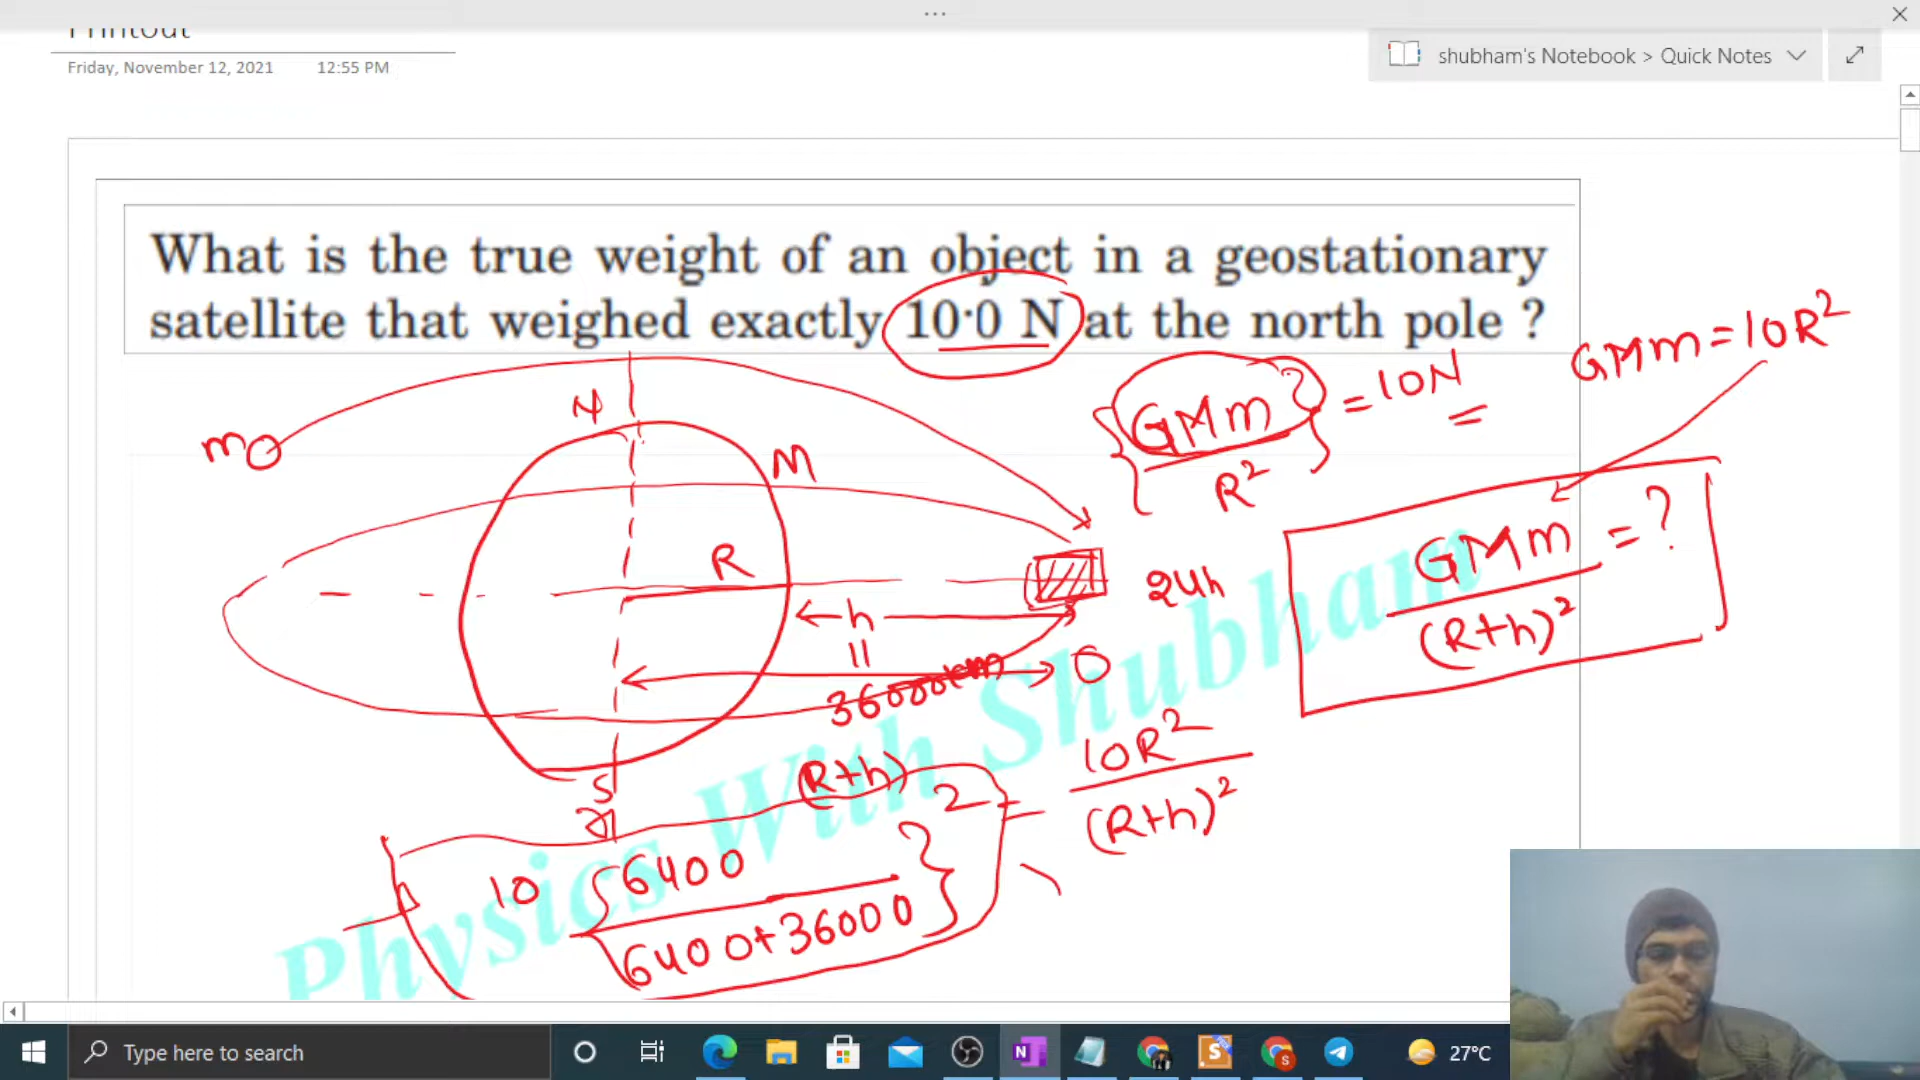 Printout
Friday, November 12, 2021 12:55 PM
shubham's Notebook > Quick Notes
What is the true weight of an object in a geostationary
satellite that weighed exactly 10·0 N at the north pole ?
GMm = 10R²
N
m
M
GMm
R²
= 10N
R
h
24h
GMm
(R+h)²
= ?
36000km
S
(R+h)
10R²
(R+h)²
=
10 {6400
6400+36000}²
Physics With Shubham
Type here to search
27°C